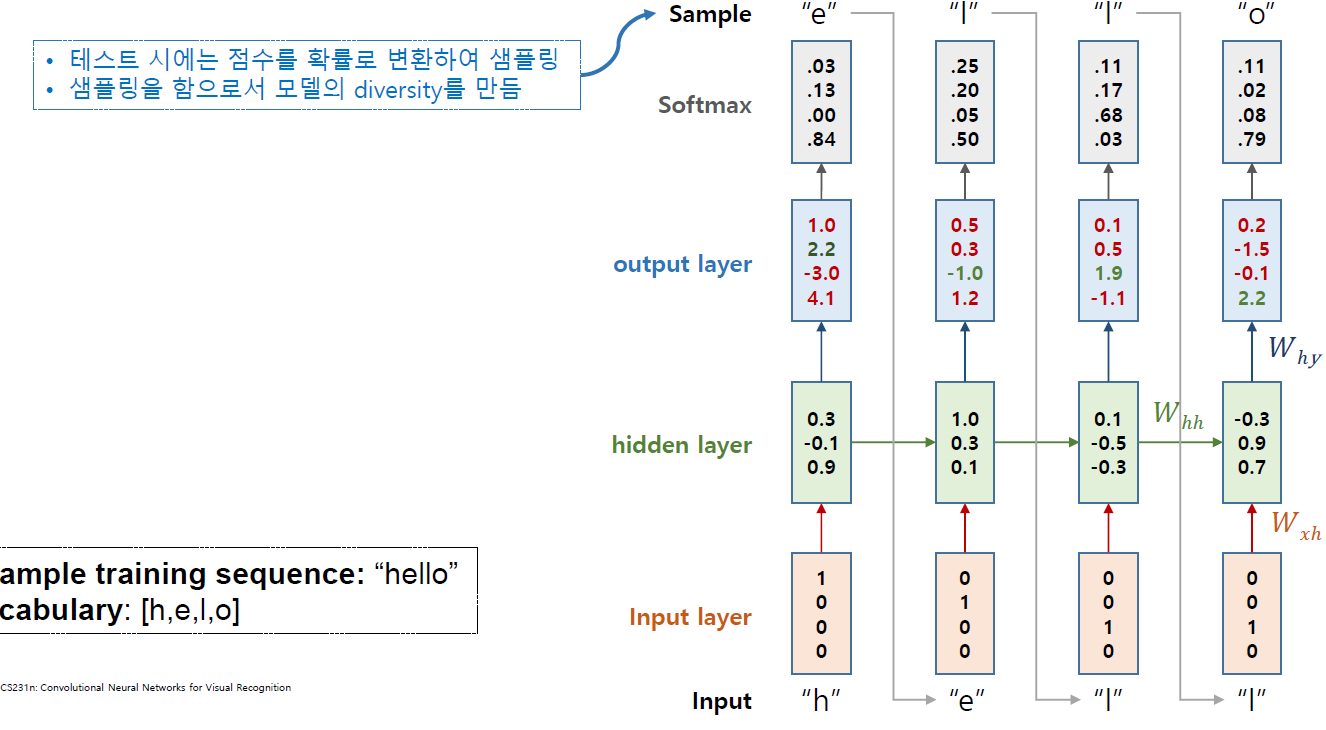 Sample “e” “l” “l” “o”
• 테스트 시에는 점수를 확률로 변환하여 샘플링
• 샘플링을 함으로서 모델의 diversity를 만듬
Softmax
.03 .25 .11 .11
.13 .20 .17 .02
.00 .05 .68 .08
.84 .50 .03 .79
output layer
1.0 0.5 0.1 0.2
2.2 0.3 0.5 -1.5
-3.0 -1.0 1.9 -0.1
4.1 1.2 -1.1 2.2
W_hy
hidden layer
0.3 1.0 0.1 -0.3
-0.1 0.3 -0.5 0.9
0.9 0.1 -0.3 0.7
W_hh
W_xh
Input layer
1 0 0 0
0 1 0 0
0 0 1 1
0 0 0 0
Input “h” “e” “l” “l”
ample training sequence: “hello”
cabulary: [h,e,l,o]
CS231n: Convolutional Neural Networks for Visual Recognition